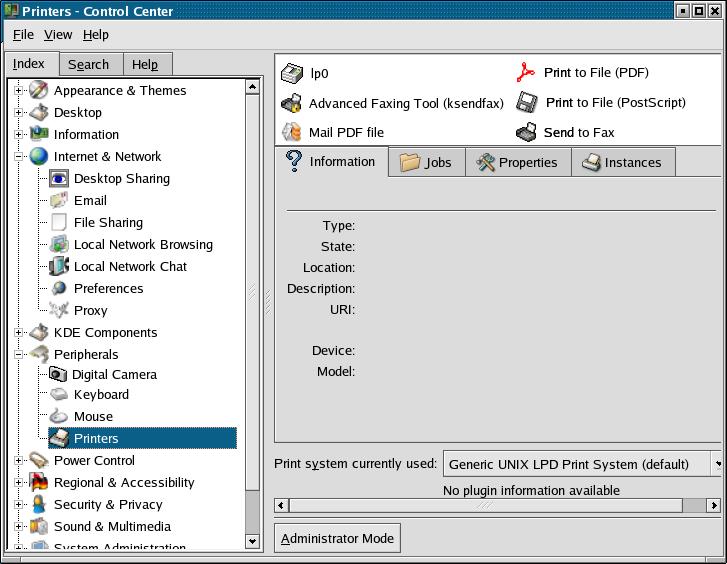 Printers - Control Center
File View Help
Index Search Help
Appearance & Themes
Desktop
Information
Internet & Network
Desktop Sharing
Email
File Sharing
Local Network Browsing
Local Network Chat
Preferences
Proxy
KDE Components
Peripherals
Digital Camera
Keyboard
Mouse
Printers
Power Control
Regional & Accessibility
Security & Privacy
Sound & Multimedia
System Administration
lp0 Print to File (PDF)
Advanced Faxing Tool (ksendfax) Print to File (PostScript)
Mail PDF file Send to Fax
Information Jobs Properties Instances
Type:
State:
Location:
Description:
URI:
Device:
Model:
Print system currently used: Generic UNIX LPD Print System (default)
No plugin information available
Administrator Mode